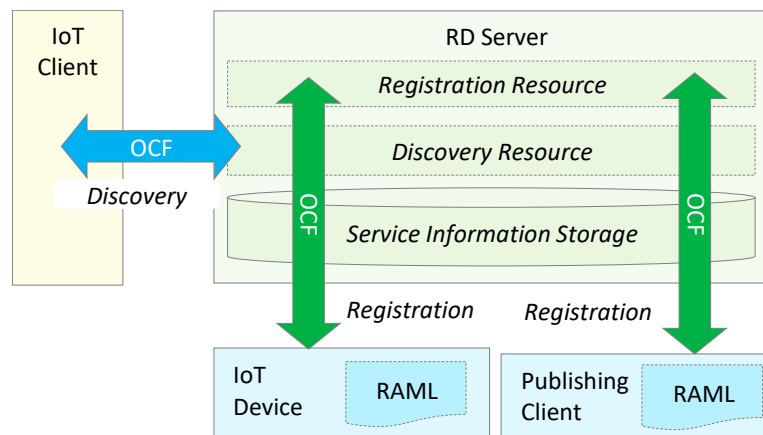 IoT
Client
RD Server
Registration Resource
OCF
Discovery
Discovery Resource
OCF
OCF
Service Information Storage
Registration
Registration
IoT
Device
RAML
Publishing
Client
RAML